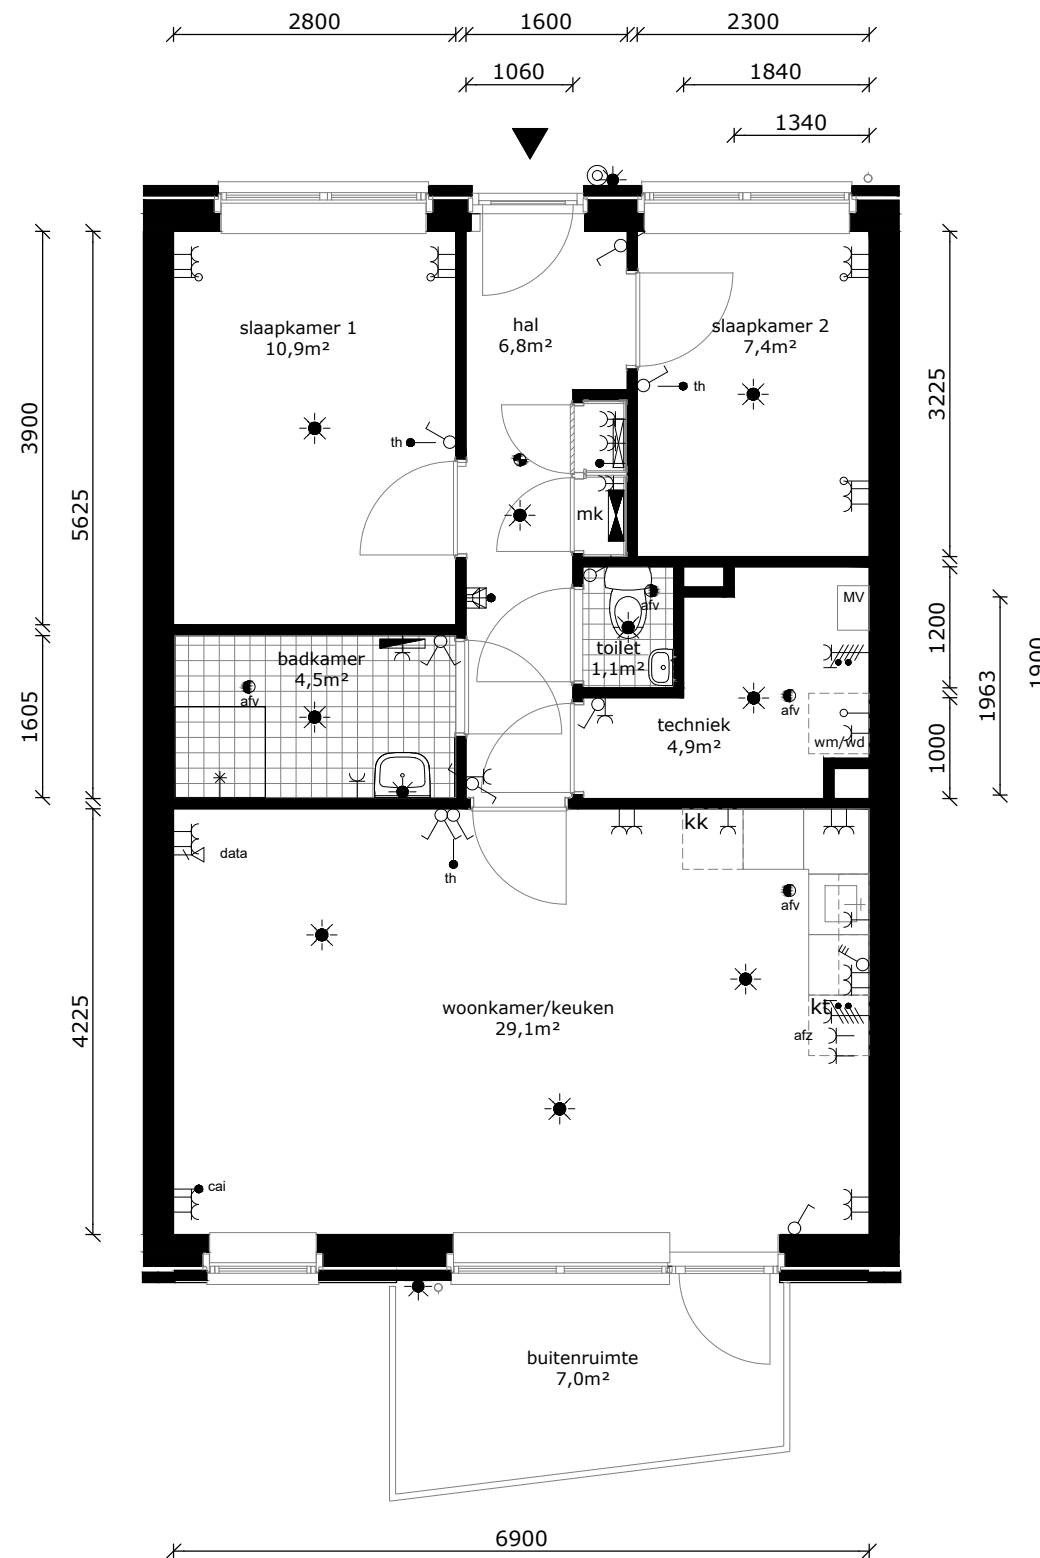 2800
1600
2300
1060
1840
1340
slaapkamer 1
10,9m²
hal
6,8m²
slaapkamer 2
7,4m²
th
th
3900
5625
3225
mk
MV
afv
toilet
1,1m²
badkamer
4,5m²
afv
1605
techniek
4,9m²
afv
wm/wd
1200
1000
1963
1900
kk
data
th
afv
4225
woonkamer/keuken
29,1m²
kt
afz
cai
buitenruimte
7,0m²
6900